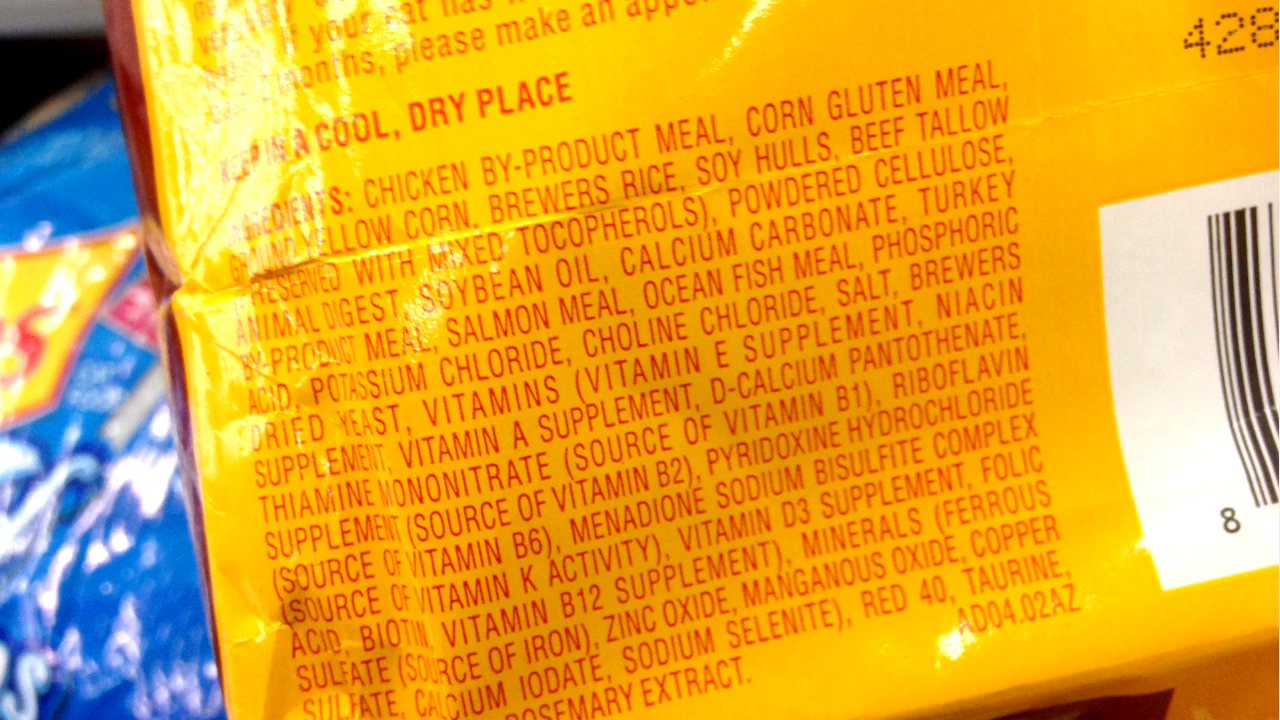 if your cat has
months, please make an
KEEP IN A COOL, DRY PLACE
INGREDIENTS: CHICKEN BY-PRODUCT MEAL, CORN GLUTEN MEAL,
GROUND YELLOW CORN, BREWERS RICE, SOY HULLS, BEEF TALLOW
PRESERVED WITH MIXED TOCOPHEROLS), POWDERED CELLULOSE,
ANIMAL DIGEST, SOYBEAN OIL, CALCIUM CARBONATE, TURKEY
BY-PRODUCT MEAL, SALMON MEAL, OCEAN FISH MEAL, PHOSPHORIC
ACID, POTASSIUM CHLORIDE, CHOLINE CHLORIDE, SALT, BREWERS
DRIED YEAST, VITAMINS (VITAMIN E SUPPLEMENT, NIACIN
SUPPLEMENT, VITAMIN A SUPPLEMENT, D-CALCIUM PANTOTHENATE,
THIAMINE MONONITRATE (SOURCE OF VITAMIN B1), RIBOFLAVIN
SUPPLEMENT (SOURCE OF VITAMIN B2), PYRIDOXINE HYDROCHLORIDE
(SOURCE OF VITAMIN B6), MENADIONE SODIUM BISULFITE COMPLEX
(SOURCE OF VITAMIN K ACTIVITY), VITAMIN D3 SUPPLEMENT, FOLIC
ACID, BIOTIN, VITAMIN B12 SUPPLEMENT), MINERALS (FERROUS
SULFATE (SOURCE OF IRON), ZINC OXIDE, MANGANOUS OXIDE, COPPER
SULFATE, CALCIUM IODATE, SODIUM SELENITE), RED 40, TAURINE,
ROSEMARY EXTRACT.
AD04.02AZ
428
8